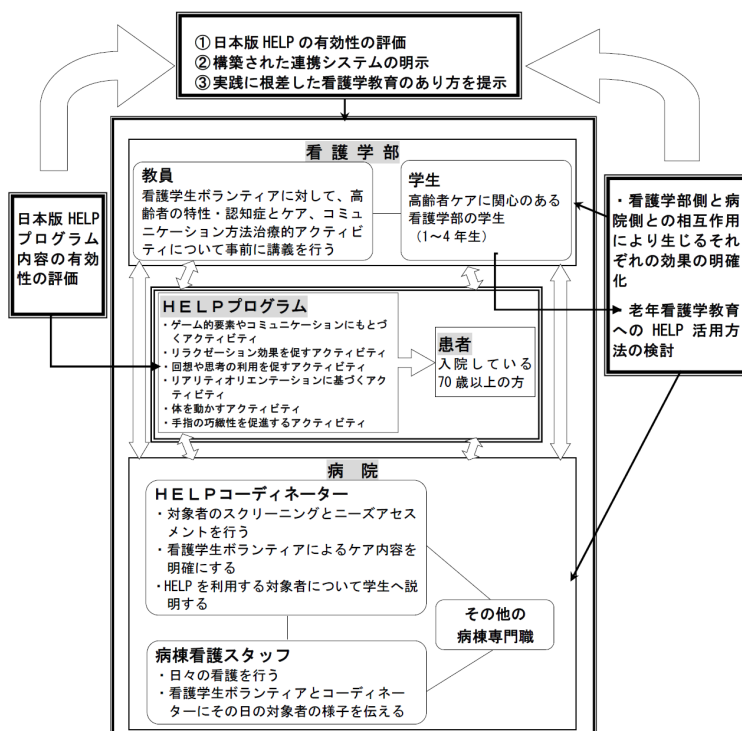 ①日本版 HELP の有効性の評価
②構築された連携システムの明示
③実践に根差した看護学教育のあり方を提示
看 護 学 部
教員
看護学生ボランティアに対して、高
齢者の特性・認知症とケア、コミュ
ニケーション方法治療的アクティビ
ティについて事前に講義を行う
学生
高齢者ケアに関心のある
看護学部の学生
(1~4 年生)
日本版 HELP
プログラム
内容の有効
性の評価
・看護学部側と病
院側との相互作用
により生じるそれ
ぞれの効果の明確
化
・ 老年看護学教育
への HELP 活用方
法の検討
HELPプログラム
・ゲーム的要素やコミュニケーションにもとづ
くアクティビティ
・リラクゼーション効果を促すアクティビティ
・回想や思考の利用を促すアクティビティ
・リアリティオリエンテーションに基づくアク
ティビティ
・体を動かすアクティビティ
・手指の巧緻性を促進するアクティビティ
患者
入院している
70 歳以上の方
病 院
HELPコーディネーター
・対象者のスクリーニングとニーズアセス
メントを行う
・看護学生ボランティアによるケア内容を
明確にする
・HELP を利用する対象者について学生へ説
明する
その他の
病棟専門職
病棟看護スタッフ
・日々の看護を行う
・看護学生ボランティアとコーディネー
ターにその日の対象者の様子を伝える